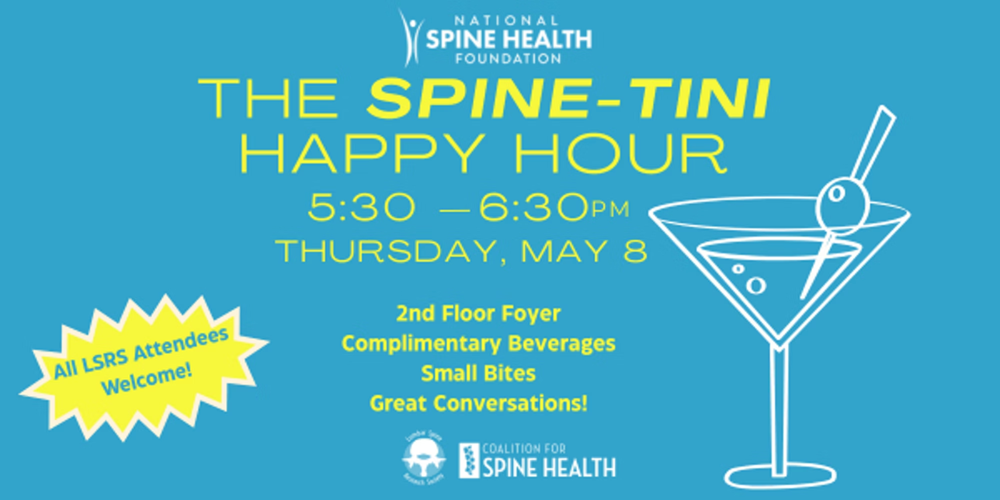 NATIONAL
SPINE HEALTH
FOUNDATION
THE SPINE-TINI
HAPPY HOUR
5:30 —6:30PM
THURSDAY, MAY 8
2nd Floor Foyer
Complimentary Beverages
Small Bites
Great Conversations!
All LSRS Attendees
Welcome!
Lumbar Spine
Research Society
COALITION FOR
SPINE HEALTH